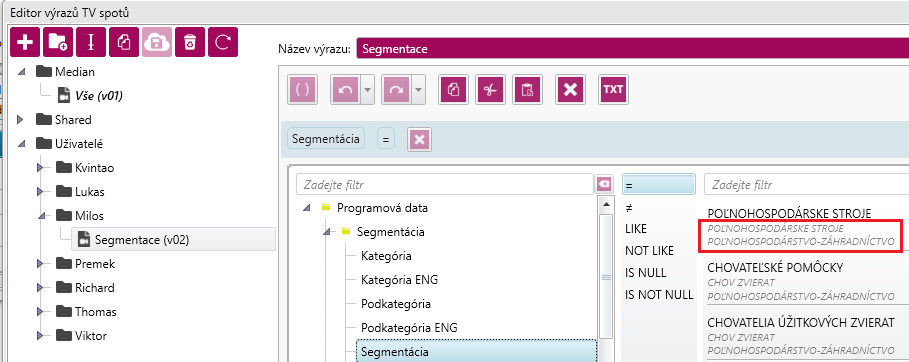 Editor výrazů TV spotů
Název výrazu: Segmentace
Median
Vše (v01)
Shared
Uživatelé
Kvintao
Lukas
Milos
Segmentace (v02)
Premek
Richard
Thomas
Viktor
( )
TXT
Segmentácia =
Zadejte filtr
Programová data
Segmentácia
Kategória
Kategória ENG
Podkategória
Podkategória ENG
Segmentácia
=
≠
LIKE
NOT LIKE
IS NULL
IS NOT NULL
Zadejte filtr
POĽNOHOSPODÁRSKE STROJE
POĽNOHOSPODÁRSKE STROJE
POĽNOHOSPODÁRSTVO-ZÁHRADNÍCTVO
CHOVATEĽSKÉ POMÔCKY
CHOV ZVIERAT
POĽNOHOSPODÁRSTVO-ZÁHRADNÍCTVO
CHOVATELIA ÚŽITKOVÝCH ZVIERAT
CHOV ZVIERAT
POĽNOHOSPODÁRSTVO-ZÁHRADNÍCTVO